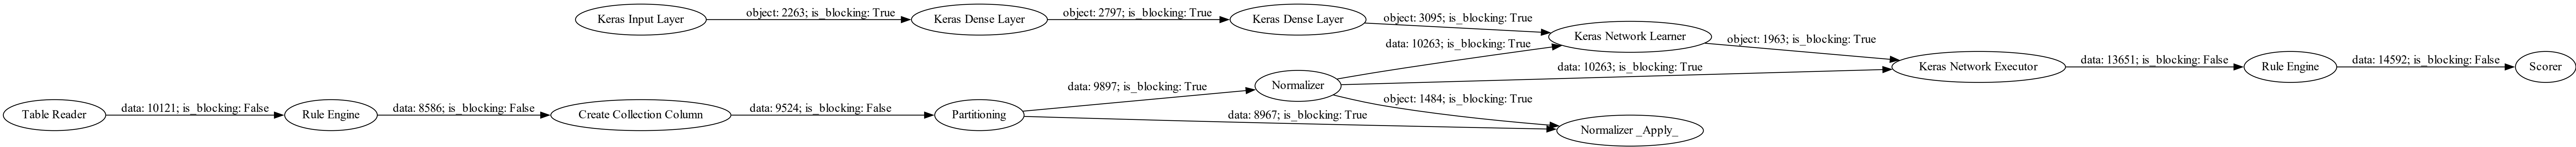 Keras Input Layer
object: 2263; is_blocking: True
Keras Dense Layer
object: 2797; is_blocking: True
Keras Dense Layer
object: 3095; is_blocking: True
Keras Network Learner
data: 10263; is_blocking: True
object: 1963; is_blocking: True
Table Reader
data: 10121; is_blocking: False
Rule Engine
data: 8586; is_blocking: False
Create Collection Column
data: 9524; is_blocking: False
Partitioning
data: 9897; is_blocking: True
data: 8967; is_blocking: True
Normalizer
data: 10263; is_blocking: True
object: 1484; is_blocking: True
Normalizer _Apply_
Keras Network Executor
data: 13651; is_blocking: False
Rule Engine
data: 14592; is_blocking: False
Scorer